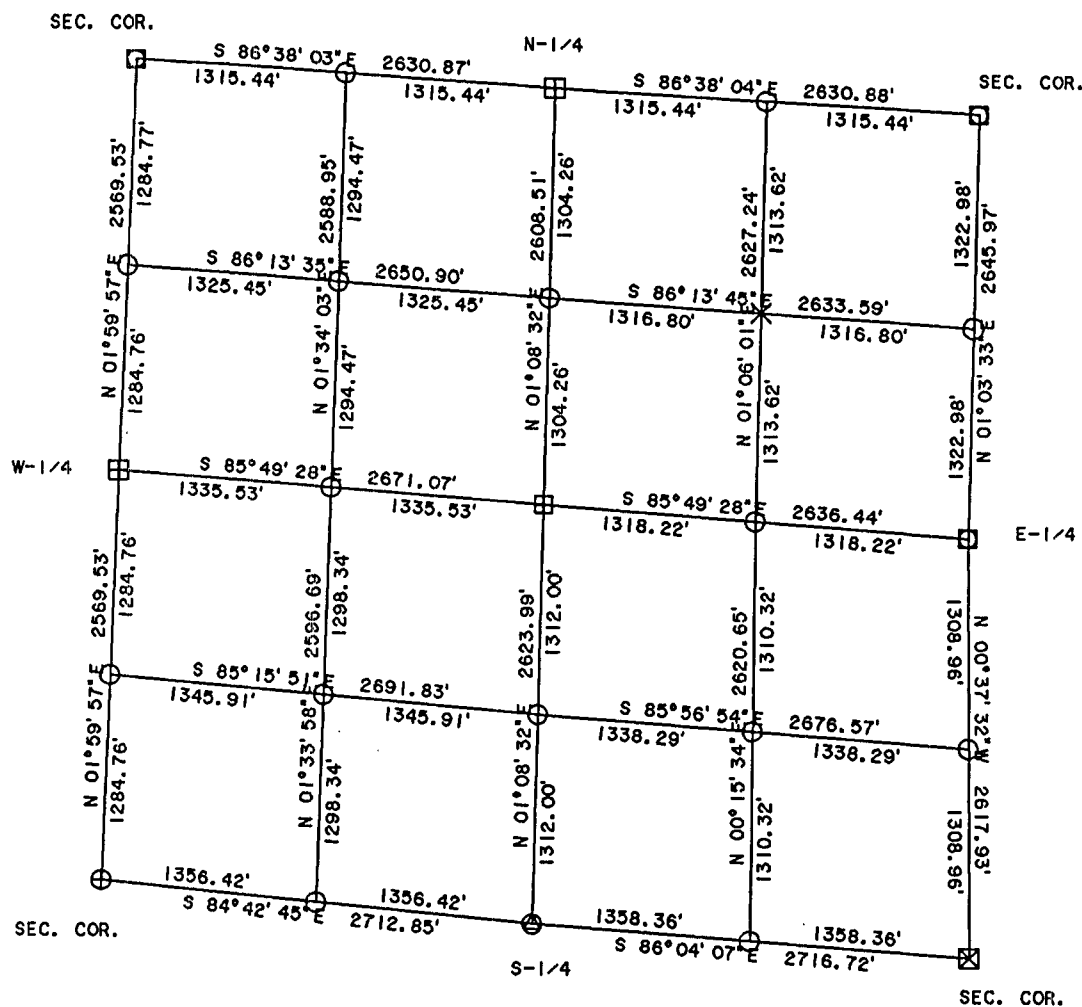 SEC. COR.
N-1/4
SEC. COR.
S 86° 38' 03" E
2630.87'
1315.44'
1315.44'
S 86° 38' 04" E
2630.88'
1315.44'
1315.44'
2569.53'
1284.77'
2588.95'
1294.47'
2608.51'
1304.26'
2627.24'
1313.62'
1322.98'
2645.97'
S 86° 13' 35" E
2650.90'
1325.45'
1325.45'
S 86° 13' 45" E
2633.59'
1316.80'
1316.80'
N 01° 59' 57" E
1284.76'
N 01° 34' 03" E
1294.47'
N 01° 08' 32" E
1304.26'
N 01° 06' 01" E
1313.62'
N 01° 03' 33" E
1322.98'
W-1/4
S 85° 49' 28" E
2671.07'
1335.53'
1335.53'
S 85° 49' 28" E
2636.44'
1318.22'
1318.22'
E-1/4
2569.53'
1284.76'
2596.69'
1298.34'
2623.99'
1312.00'
2620.65'
1310.32'
1308.96'
N 00° 37' 32" W
S 85° 15' 51" E
2691.83'
1345.91'
1345.91'
S 85° 56' 54" E
2676.57'
1338.29'
1338.29'
N 01° 59' 57" E
1284.76'
N 01° 33' 58" E
1298.34'
N 01° 08' 32" E
1312.00'
N 00° 15' 34" E
1310.32'
1308.96'
2617.93'
1356.42'
1356.42'
S 84° 42' 45" E
2712.85'
1358.36'
1358.36'
S 86° 04' 07" E
2716.72'
SEC. COR.
S-1/4
SEC. COR.